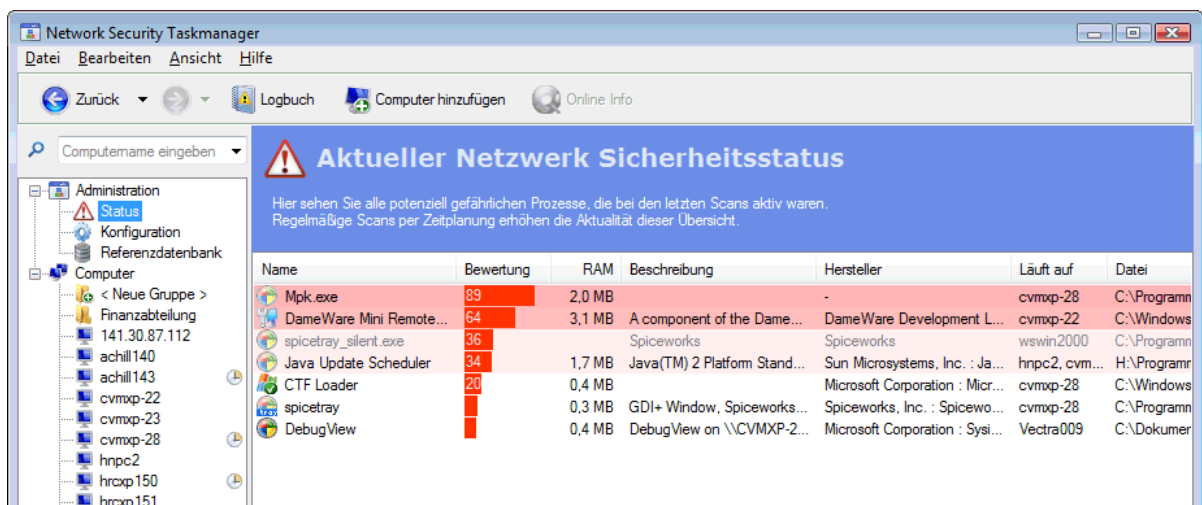 Network Security Taskmanager
Datei Bearbeiten Ansicht Hilfe
Zurück Logbuch Computer hinzufügen Online Info
Computername eingeben
Administration
Status
Konfiguration
Referenzdatenbank
Computer
< Neue Gruppe >
Finanzabteilung
141.30.87.112
achill140
achill143
cvmxp-22
cvmxp-23
cvmxp-28
hnpc2
hrcxp150
hrcxp151
Aktueller Netzwerk Sicherheitsstatus
Hier sehen Sie alle potenziell gefährlichen Prozesse, die bei den letzten Scans aktiv waren.
Regelmäßige Scans per Zeitplanung erhöhen die Aktualität dieser Übersicht.
Name Bewertung RAM Beschreibung Hersteller Läuft auf Datei
Mpk.exe 89 2,0 MB - cvmxp-28 C:\Programm
DameWare Mini Remote... 64 3,1 MB A component of the Dame... DameWare Development L... cvmxp-22 C:\Windows
spicetray_silent.exe 36 Spiceworks Spiceworks wswin2000 C:\Programm
Java Update Scheduler 34 1,7 MB Java(TM) 2 Platform Stand... Sun Microsystems, Inc. : Ja... hnpc2, cvm... H:\Programm
CTF Loader 20 0,4 MB Microsoft Corporation : Micr... cvmxp-28 C:\Windows
tray spicetray 0,3 MB GDI+ Window, Spiceworks... Spiceworks, Inc. : Spicewo... cvmxp-28 C:\Programm
DebugView 0,4 MB DebugView on \\CVMXP-2... Microsoft Corporation : Sysi... Vectra009 C:\Dokumer